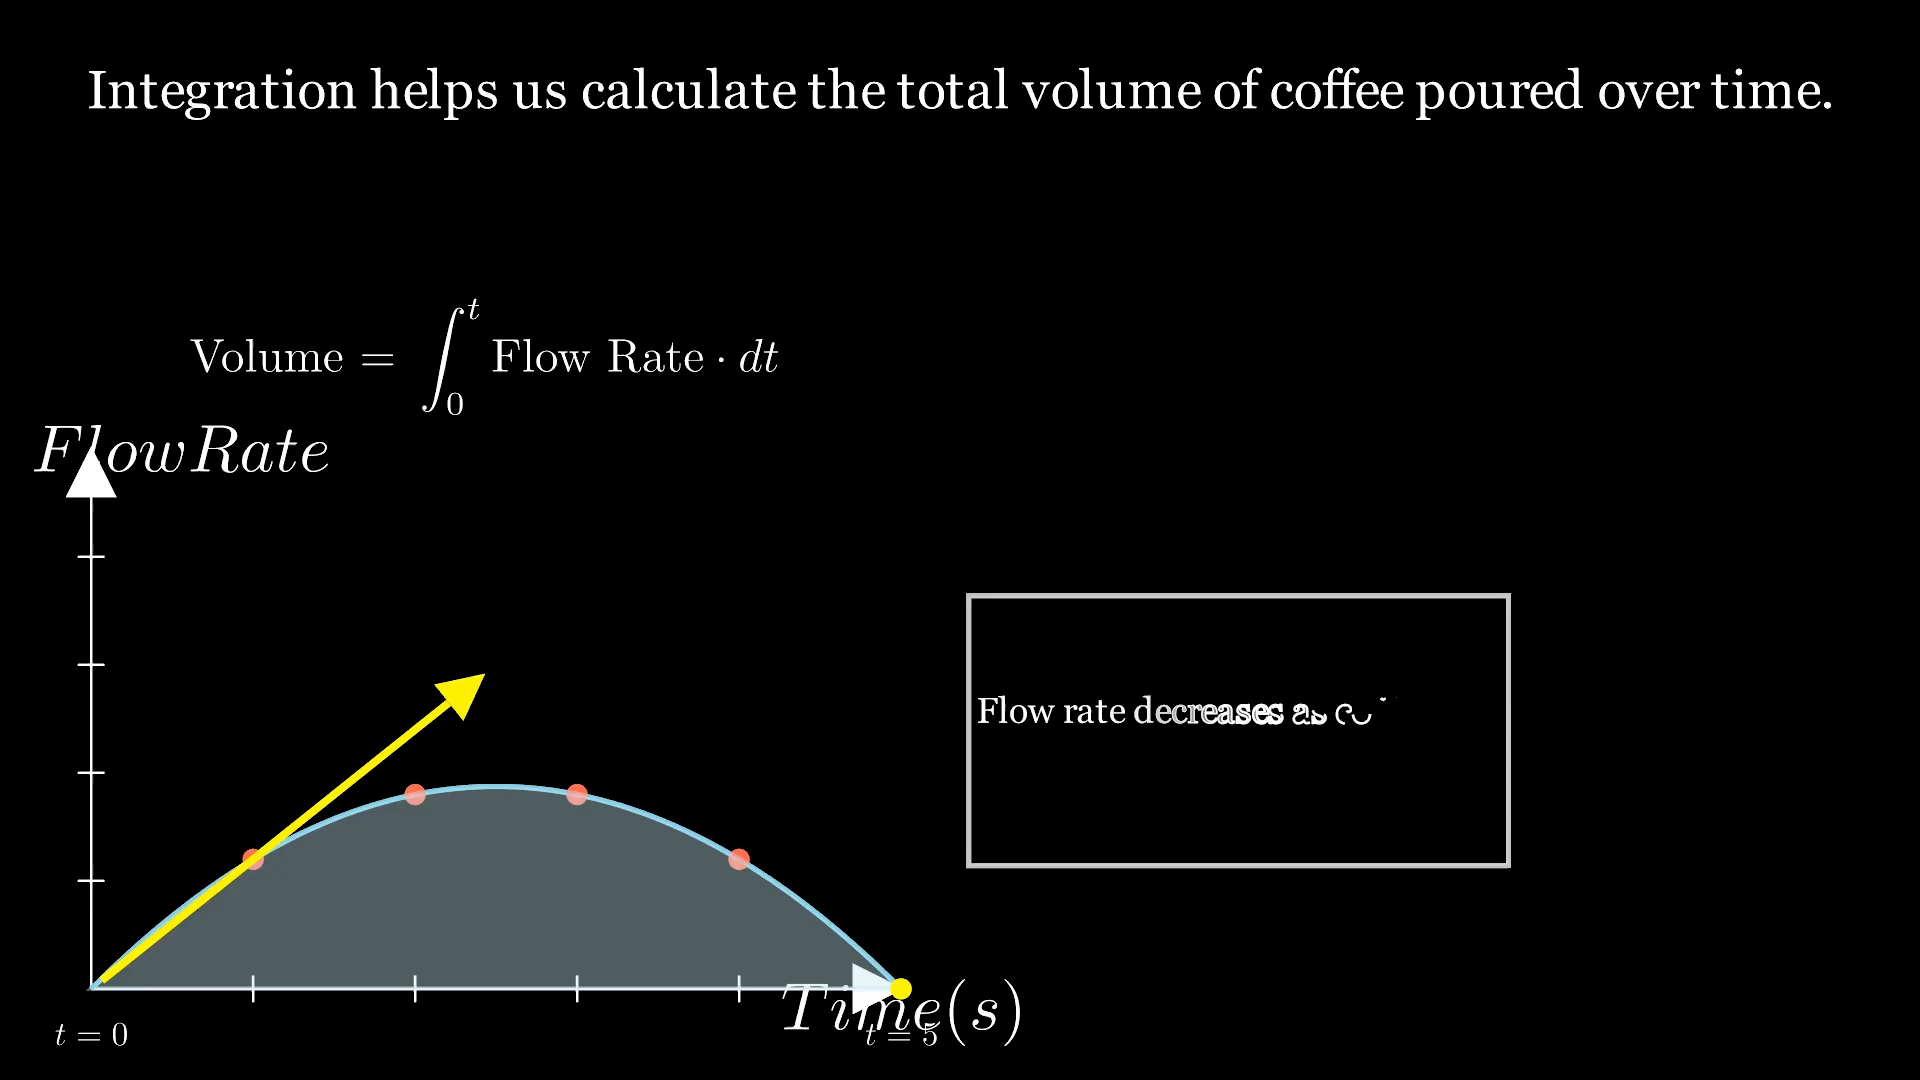 Integration helps us calculate the total volume of coffee poured over time.
Volume = ∫₀ᵗ Flow Rate · dt
FlowRate
Flow rate decreases as
Time(s)
t = 0
t = 5